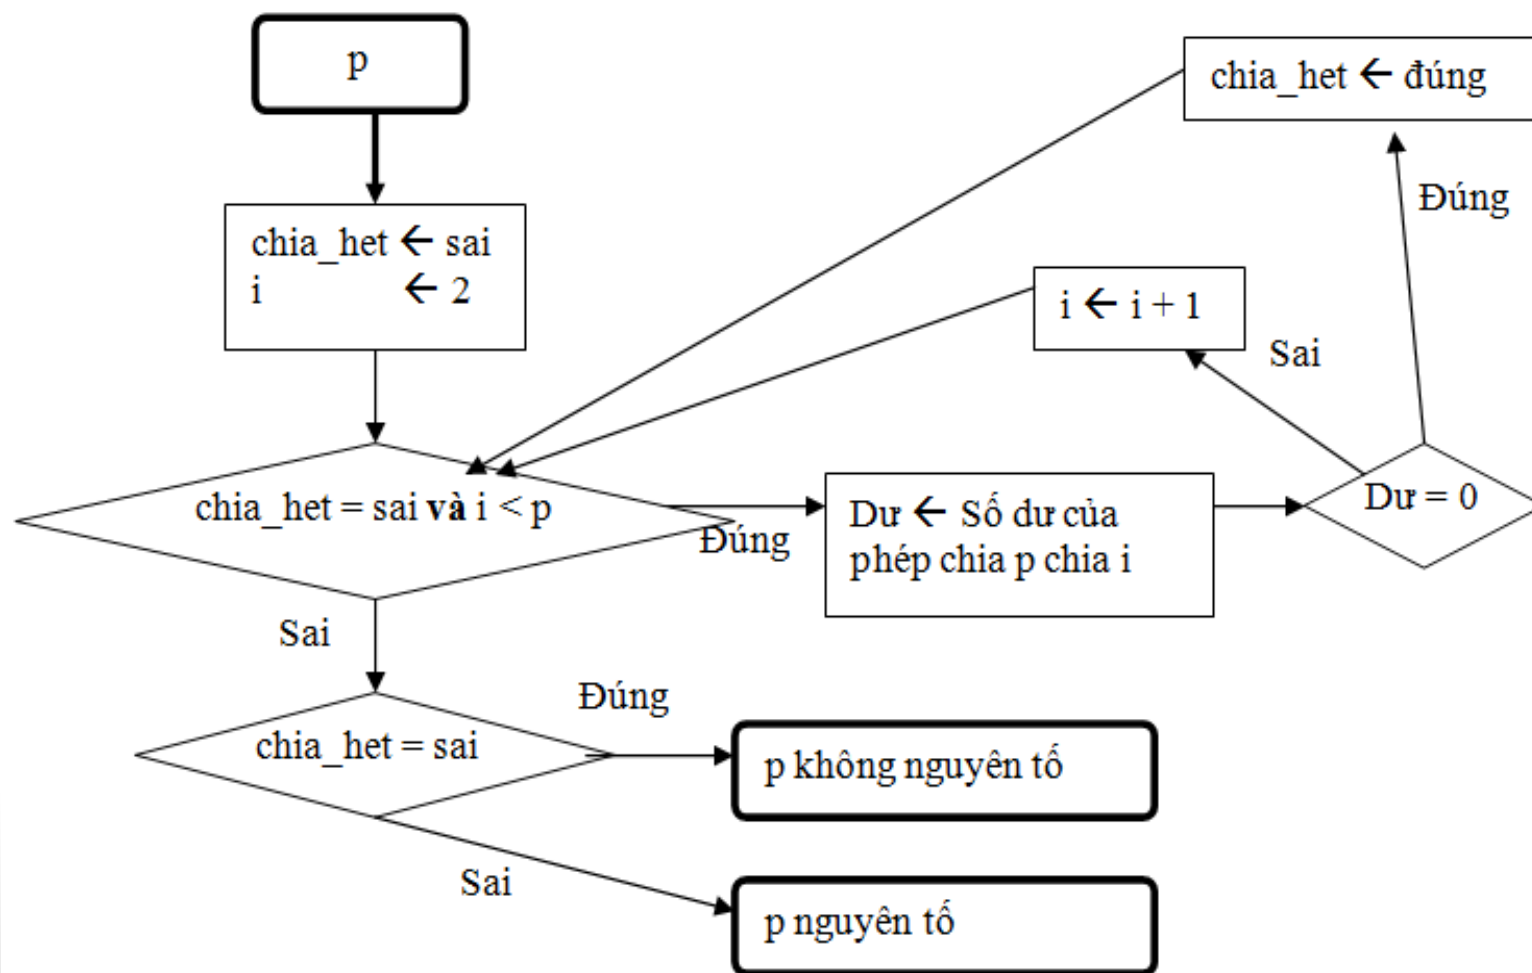 p
chia_het ← sai
i ← 2
chia_het = sai và i < p
Đúng
Dư ← Số dư của
phép chia p chia i
Dư = 0
Đúng
chia_het ← đúng
Sai
i ← i + 1
Sai
chia_het = sai
Đúng
p không nguyên tố
Sai
p nguyên tố